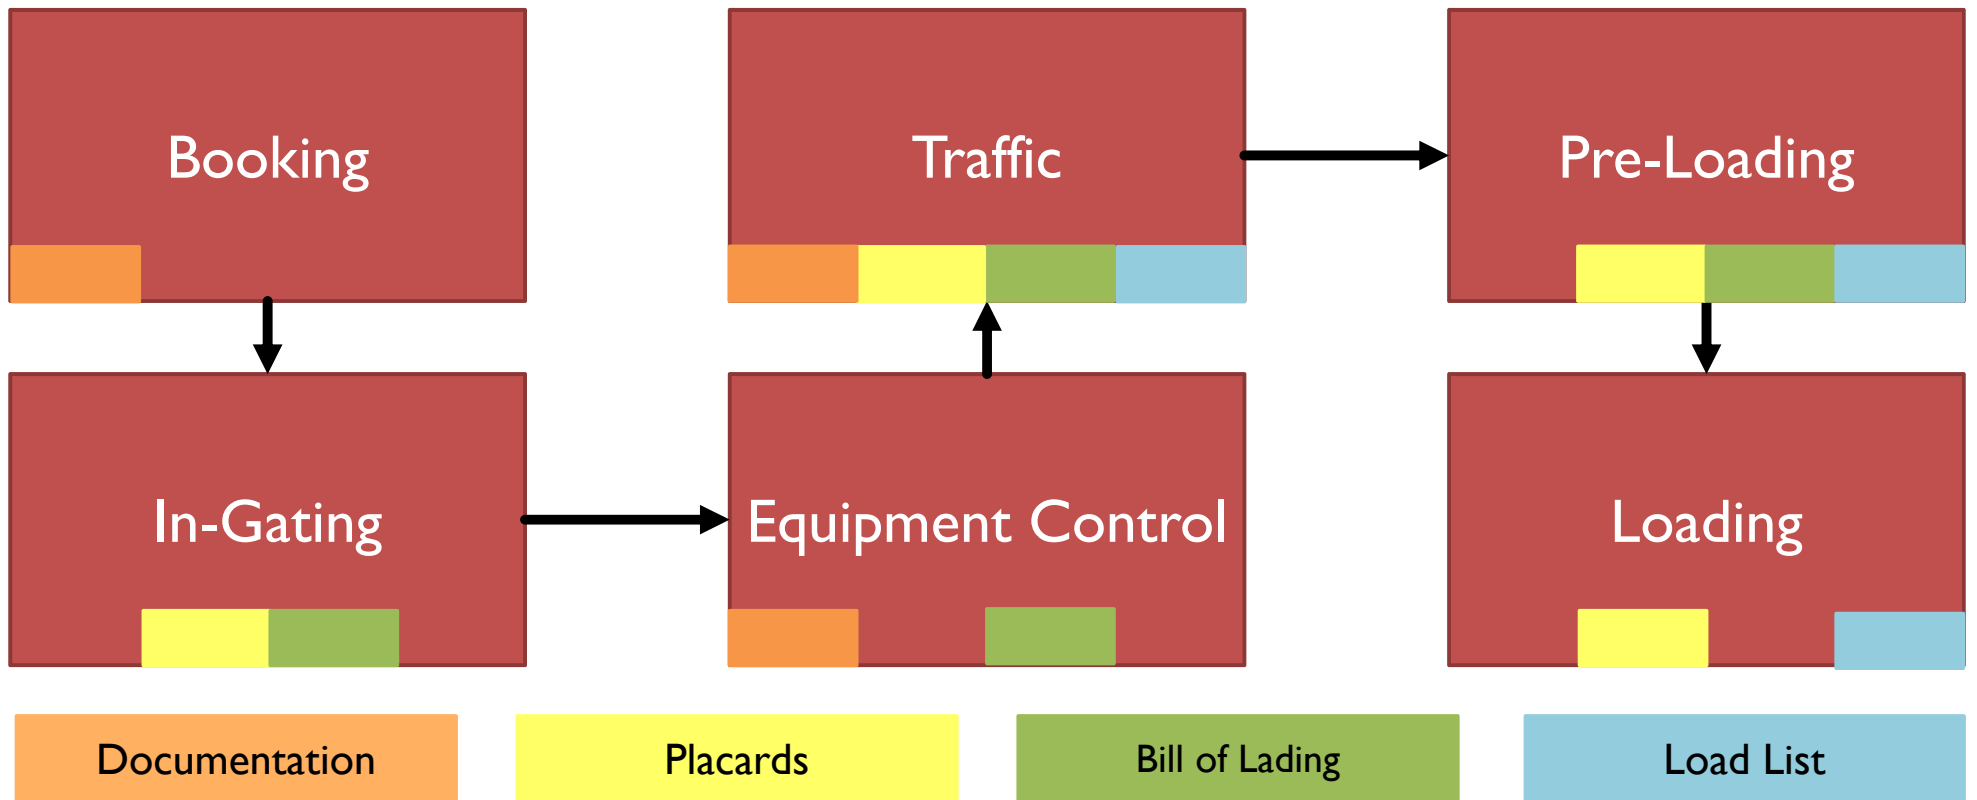 Booking
Traffic
Pre-Loading
In-Gating
Equipment Control
Loading
Documentation
Placards
Bill of Lading
Load List